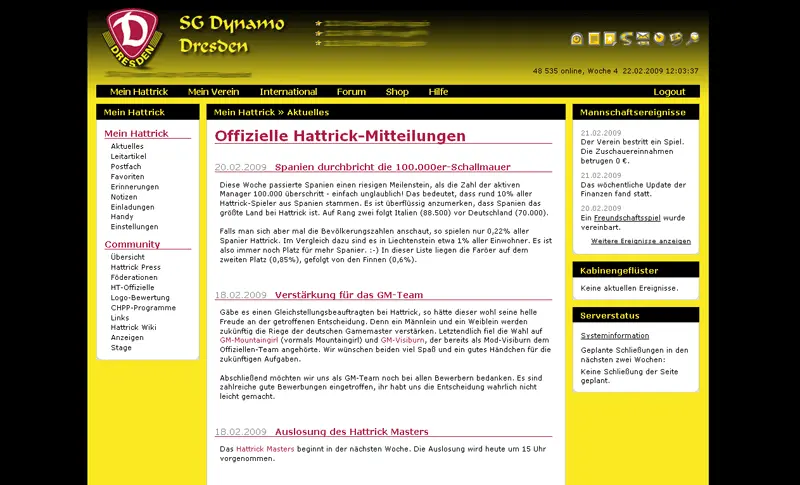 D
DRESDEN
SG Dynamo
Dresden
48 535 online, Woche 4 22.02.2009 12:03:37
Mein Hattrick Mein Verein International Forum Shop Hilfe Logout
Mein Hattrick
Mein Hattrick
Aktuelles
Leitartikel
Postfach
Favoriten
Erinnerungen
Notizen
Einladungen
Handy
Einstellungen
Community
Übersicht
Hattrick Press
Föderationen
HT-Offizielle
Logo-Bewertung
CHPP-Programme
Links
Hattrick Wiki
Anzeigen
Stage
Mein Hattrick » Aktuelles
Offizielle Hattrick-Mitteilungen
20.02.2009 Spanien durchbricht die 100.000er-Schallmauer
Diese Woche passierte Spanien einen riesigen Meilenstein, als die Zahl der aktiven
Manager 100.000 überschritt - einfach unglaublich! Das bedeutet, dass rund 10% aller
Hattrick-Spieler aus Spanien stammen. Es ist überflüssig anzumerken, dass Spanien das
größte Land bei Hattrick ist. Auf Rang zwei folgt Italien (88.500) vor Deutschland (70.000).
Falls man sich aber mal die Bevölkerungszahlen anschaut, so spielen nur 0,22% aller
Spanier Hattrick. Im Vergleich dazu sind es in Liechtenstein etwa 1% aller Einwohner. Es ist
also immer noch Platz für mehr Spanier. :-) In dieser Liste liegen die Faröer auf dem
zweiten Platz (0,85%), gefolgt von den Finnen (0,6%).
18.02.2009 Verstärkung für das GM-Team
Gäbe es einen Gleichstellungsbeauftragten bei Hattrick, so hätte dieser wohl seine helle
Freude an der getroffenen Entscheidung. Denn ein Männlein und ein Weiblein werden
zukünftig die Riege der deutschen Gamemaster verstärken. Letztendlich fiel die Wahl auf
GM-Mountaingirl (vormals Mountaingirl) und GM-Visiburn, der bereits als Mod-Visiburn dem
Offiziellen-Team angehörte. Wir wünschen beiden viel Spaß und ein gutes Händchen für die
zukünftigen Aufgaben.
Abschließend möchten wir uns als GM-Team noch bei allen Bewerbern bedanken. Es sind
zahlreiche gute Bewerbungen eingetroffen, ihr habt uns die Entscheidung wahrlich nicht
leicht gemacht.
18.02.2009 Auslosung des Hattrick Masters
Das Hattrick Masters beginnt in der nächsten Woche. Die Auslosung wird heute um 15 Uhr
vorgenommen.
Mannschaftsereignisse
21.02.2009
Der Verein bestritt ein Spiel.
Die Zuschauereinnahmen
betrugen 0 €.
21.02.2009
Das wöchentliche Update der
Finanzen fand statt.
20.02.2009
Ein Freundschaftsspiel wurde
vereinbart.
Weitere Ereignisse anzeigen
Kabinengeflüster
Keine aktuellen Ereignisse.
Serverstatus
Systeminformation
Geplante Schließungen in den
nächsten zwei Wochen:
Keine Schließung der Seite
geplant.